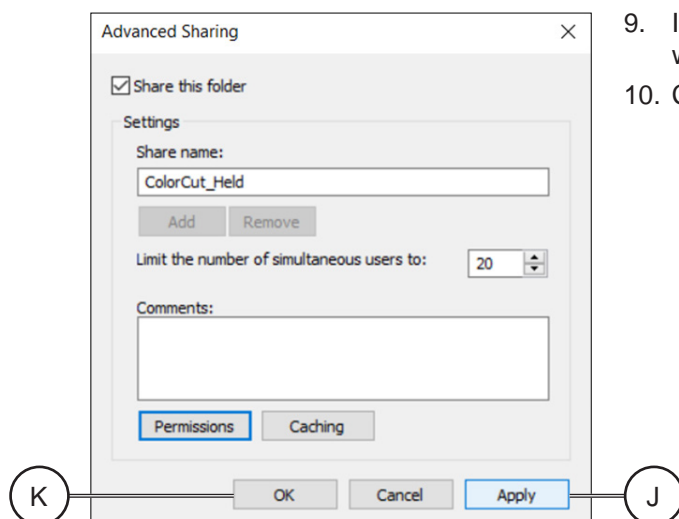 Advanced Sharing
Share this folder
Settings
Share name:
ColorCut_Held
Add Remove
Limit the number of simultaneous users to: 20
Comments:
Permissions Caching
K OK Cancel Apply J
9.
10.